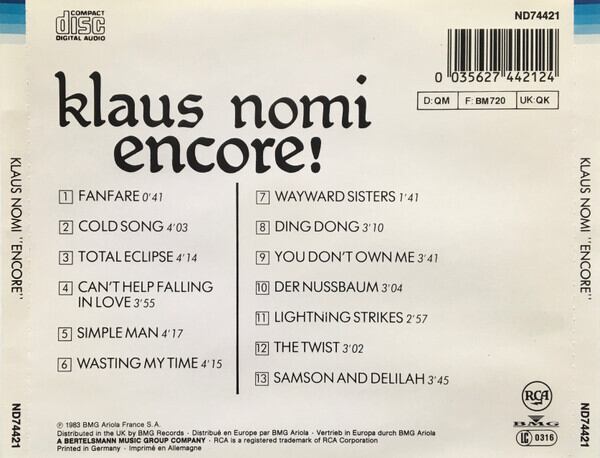 COMPACT
disc
DIGITAL AUDIO
ND74421
0 035627 442124
D:QM F: BM 720 UK:QK
klaus nomi
encore!
1 FANFARE 0'41
2 COLD SONG 4'03
3 TOTAL ECLIPSE 4'14
4 CAN'T HELP FALLING
IN LOVE 3'55
5 SIMPLE MAN 4'17
6 WASTING MY TIME 4'15
7 WAYWARD SISTERS 1'41
8 DING DONG 3'10
9 YOU DON'T OWN ME 3'41
10 DER NUSSBAUM 3'04
11 LIGHTNING STRIKES 2'57
12 THE TWIST 3'02
13 SAMSON AND DELILAH 3'45
KLAUS NOMI "ENCORE"
ND74421
KLAUS NOMI "ENCORE"
ND74421
℗ 1983 BMG Ariola France S.A.
Distributed in the UK by BMG Records · Distribué en Europe par BMG Ariola · Vertrieb in Europa durch BMG Ariola
A BERTELSMANN MUSIC GROUP COMPANY · RCA is a registered trademark of RCA Corporation
Printed in Germany · Imprimé en Allemagne
RCA
BMG
LC 0316